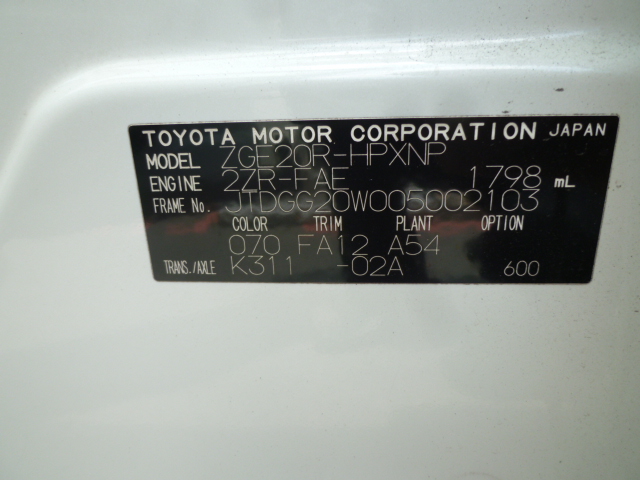 TOYOTA MOTOR CORPORATION JAPAN
MODEL ZGE20R-HPXNP
ENGINE 2ZR-FAE 1798 mL
FRAME No. JTDGG20W005002103
COLOR TRIM PLANT OPTION
070 FA12 A54
TRANS./AXLE K311 -02A 600